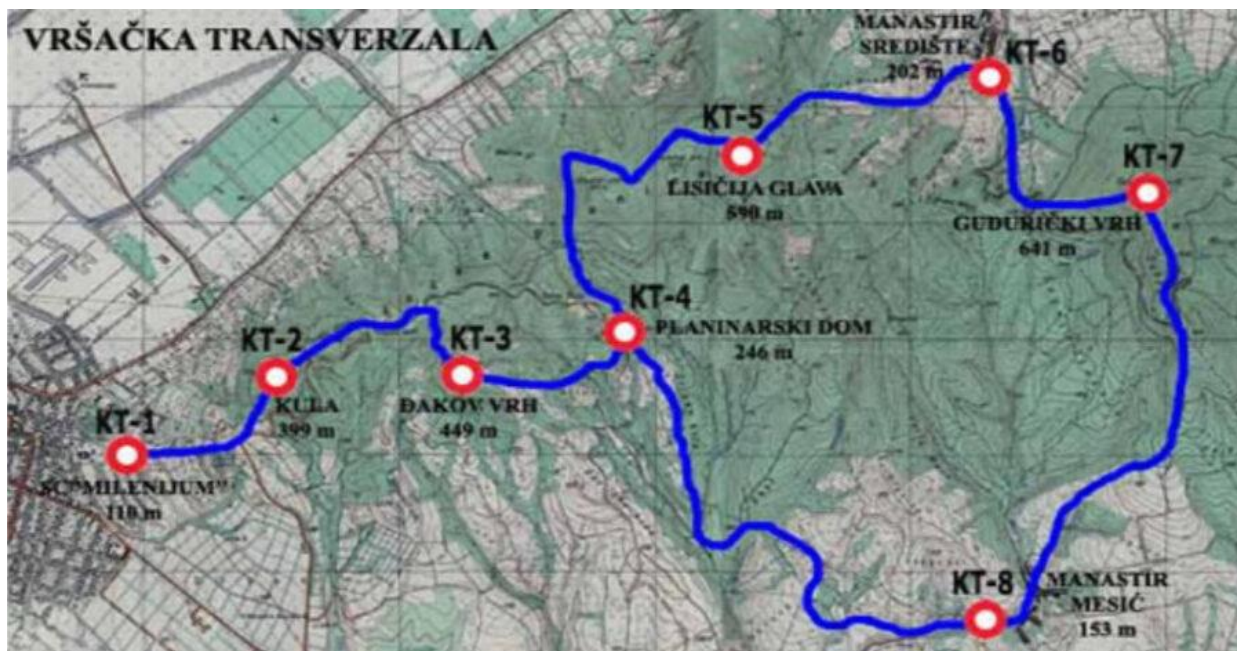 VRŠAČKA TRANSVERZALA
MANASTIR
SREDIŠTE
202 m
KT-6
KT-5
LISIČIJA GLAVA
590 m
KT-7
GUDURIČKI VRH
641 m
KT-4
PLANINARSKI DOM
246 m
KT-2
KULA
399 m
KT-3
ĐAKOV VRH
449 m
KT-1
SC"MILENIJUM"
110 m
KT-8
MANASTIR
MESIĆ
153 m